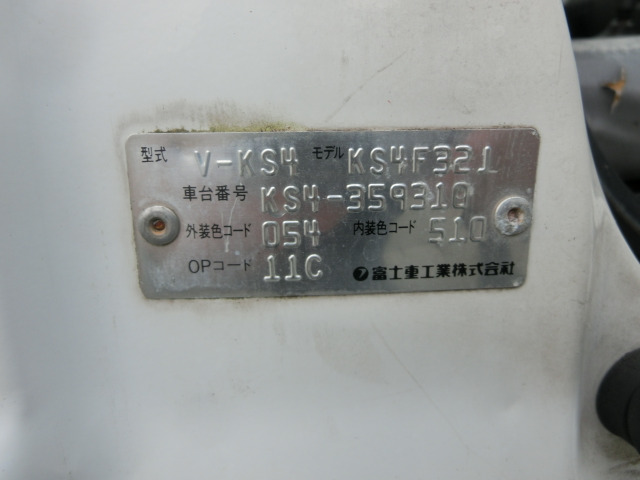 型式 V-KS4 モデル KS4F321
車台番号 KS4-359310
外装色コード 054 内装色コード 510
OPコード 11C 富士重工業株式会社